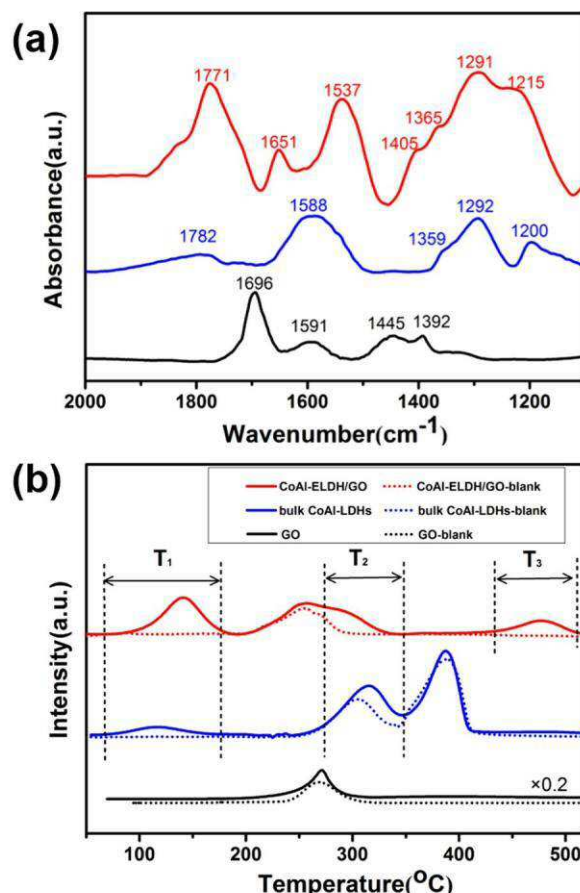 (a)
1771
1651
1537
1405
1365
1291
1215
1782
1588
1359
1292
1200
1696
1591
1445
1392
Absorbance(a.u.)
2000 1800 1600 1400 1200
Wavenumber(cm⁻¹)
(b)
CoAl-ELDH/GO CoAl-ELDH/GO-blank
bulk CoAl-LDHs bulk CoAl-LDHs-blank
GO GO-blank
T₁ T₂ T₃
×0.2
Intensity(a.u.)
100 200 300 400 500
Temperature(°C)